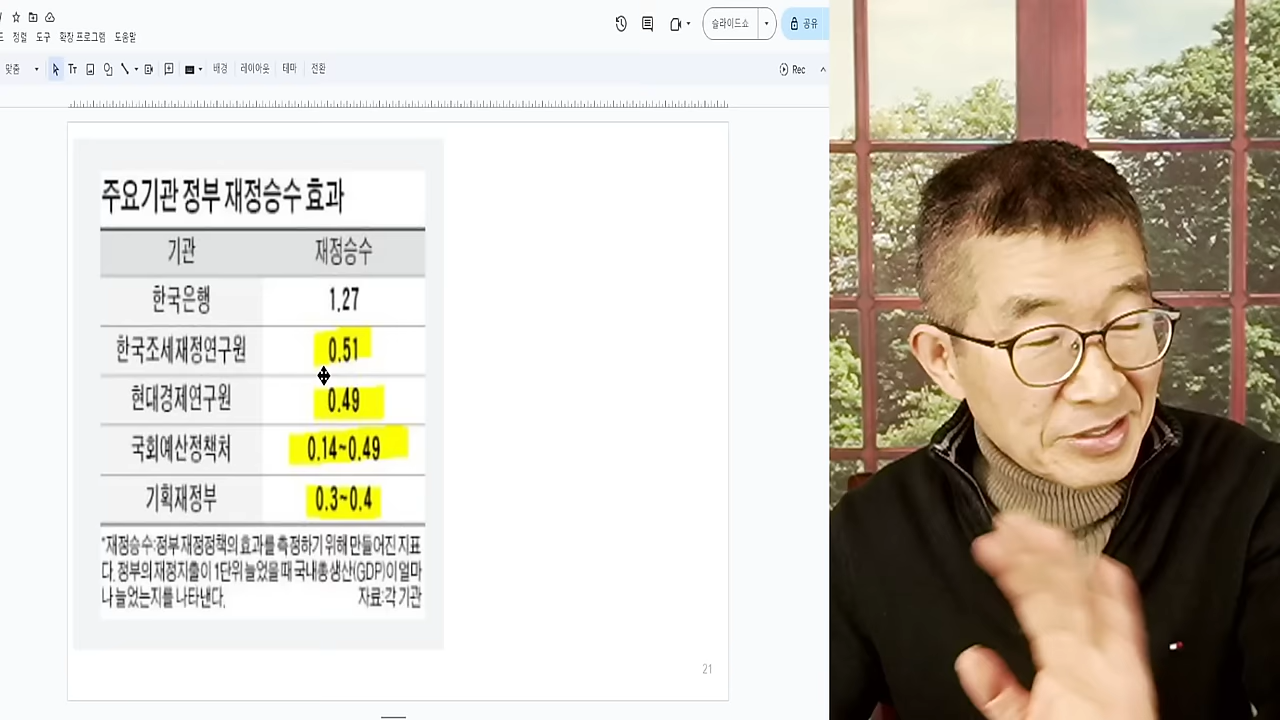 정렬 도구 확장 프로그램 도움말
슬라이드쇼
공유
맞춤
배경 레이아웃 테마 전환
Rec
주요기관 정부 재정승수 효과
기관 재정승수
한국은행 1.27
한국조세재정연구원 0.51
현대경제연구원 0.49
국회예산정책처 0.14~0.49
기획재정부 0.3~0.4
*재정승수:정부 재정정책의 효과를 측정하기 위해 만들어진 지표
다. 정부의 재정지출이 1단위 늘었을 때 국내총생산(GDP)이 얼마
나 늘었는지를 나타낸다. 자료:각 기관
21